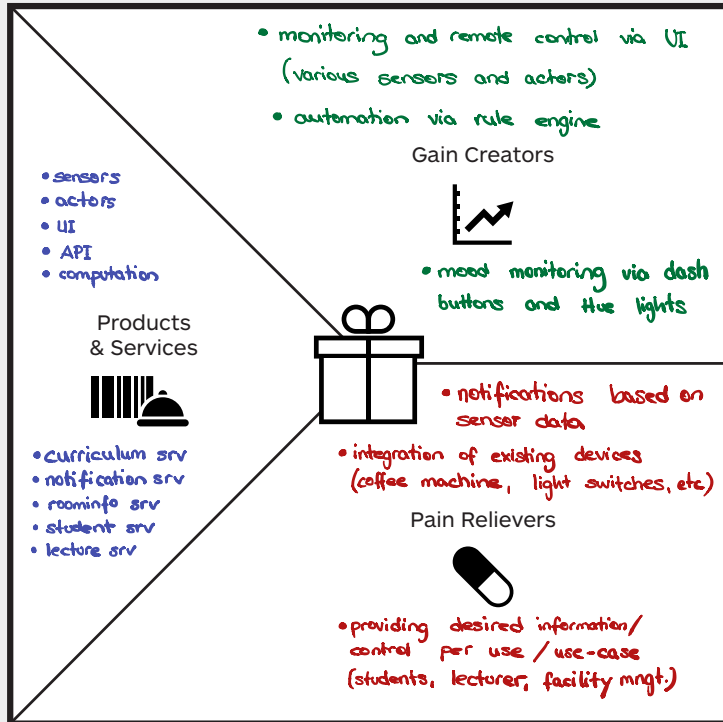 • monitoring and remote control via UI
(various sensors and actors)
• automation via rule engine
Gain Creators
• mood monitoring via dash
buttons and Hue lights
• sensors
• actors
• UI
• API
• computation
Products
& Services
• curriculum srv
• notification srv
• roominfo srv
• student srv
• lecture srv
• notifications based on
sensor data
• integration of existing devices
(coffee machine, light switches, etc)
Pain Relievers
• providing desired information/
control per use / use-case
(students, lecturer, facility mngt.)